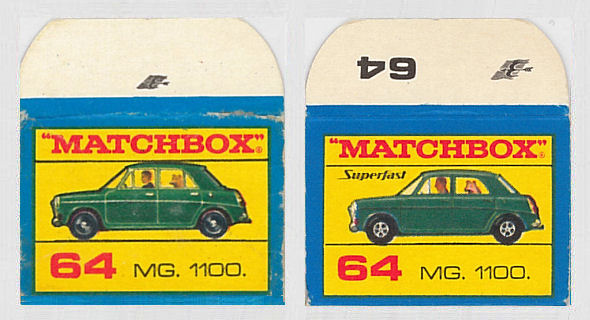 "MATCHBOX"®
64 MG. 1100.
64
"MATCHBOX"®
Superfast
64 MG. 1100.